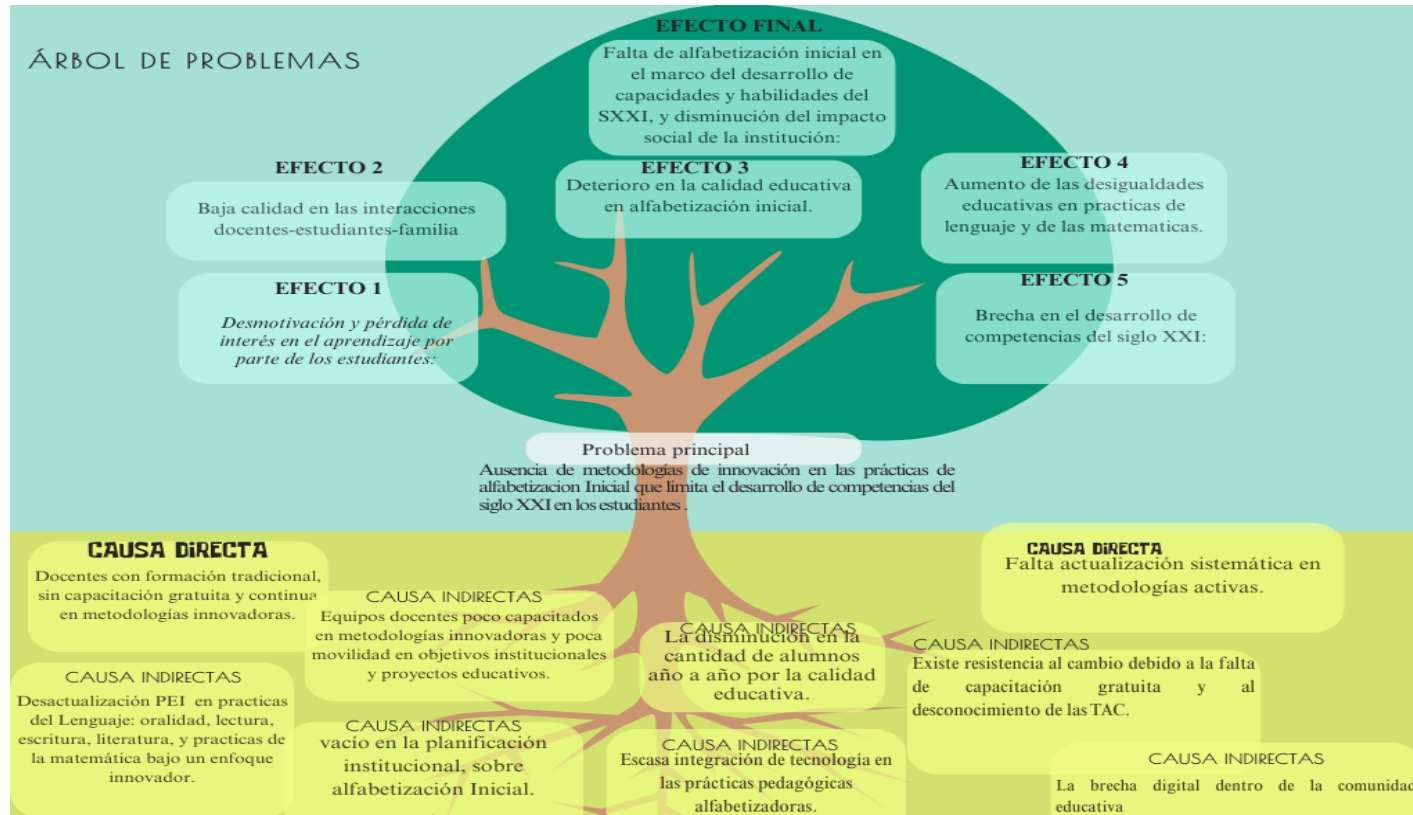 ÁRBOL DE PROBLEMAS
EFECTO FINAL
Falta de alfabetización inicial en
el marco del desarrollo de
capacidades y habilidades del
SXXI, y disminución del impacto
social de la institución:
EFECTO 2
Baja calidad en las interacciones
docentes-estudiantes-familia
EFECTO 3
Deterioro en la calidad educativa
en alfabetización inicial.
EFECTO 4
Aumento de las desigualdades
educativas en practicas de
lenguaje y de las matematicas.
EFECTO 1
Desmotivación y pérdida de
interés en el aprendizaje por
parte de los estudiantes:
EFECTO 5
Brecha en el desarrollo de
competencias del siglo XXI:
Problema principal
Ausencia de metodologías de innovación en las prácticas de
alfabetizacion Inicial que limita el desarrollo de competencias del
siglo XXI en los estudiantes .
CAUSA DIRECTA
Docentes con formación tradicional,
sin capacitación gratuita y continua
en metodologías innovadoras.
CAUSA INDIRECTAS
Equipos docentes poco capacitados
en metodologías innovadoras y poca
movilidad en objetivos institucionales
y proyectos educativos.
CAUSA INDIRECTAS
La disminución en la
cantidad de alumnos
año a año por la calidad
educativa.
CAUSA DIRECTA
Falta actualización sistemática en
metodologías activas.
CAUSA INDIRECTAS
Existe resistencia al cambio debido a la falta
de capacitación gratuita y al
desconocimiento de las TAC.
CAUSA INDIRECTAS
Desactualización PEI en practicas
del Lenguaje: oralidad, lectura,
escritura, literatura, y practicas de
la matemática bajo un enfoque
innovador.
CAUSA INDIRECTAS
vacío en la planificación
institucional, sobre
alfabetización Inicial.
CAUSA INDIRECTAS
Escasa integración de tecnología en
las prácticas pedagógicas
alfabetizadoras.
CAUSA INDIRECTAS
La brecha digital dentro de la comunidad
educativa